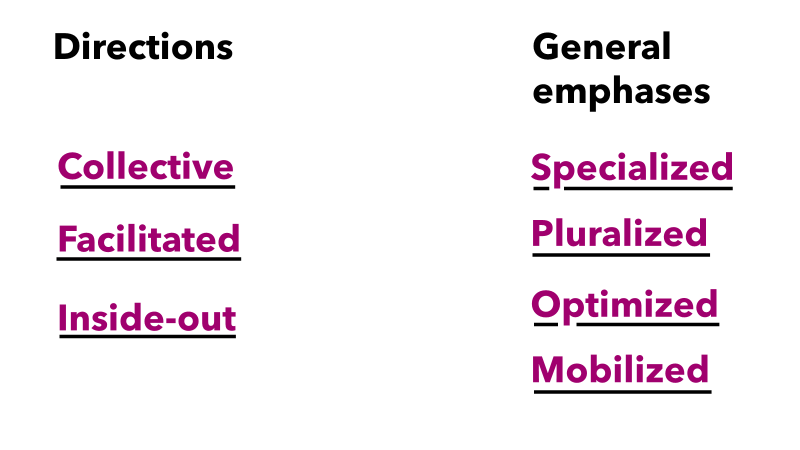 Directions
General
emphases
Collective
Facilitated
Inside-out
Specialized
Pluralized
Optimized
Mobilized